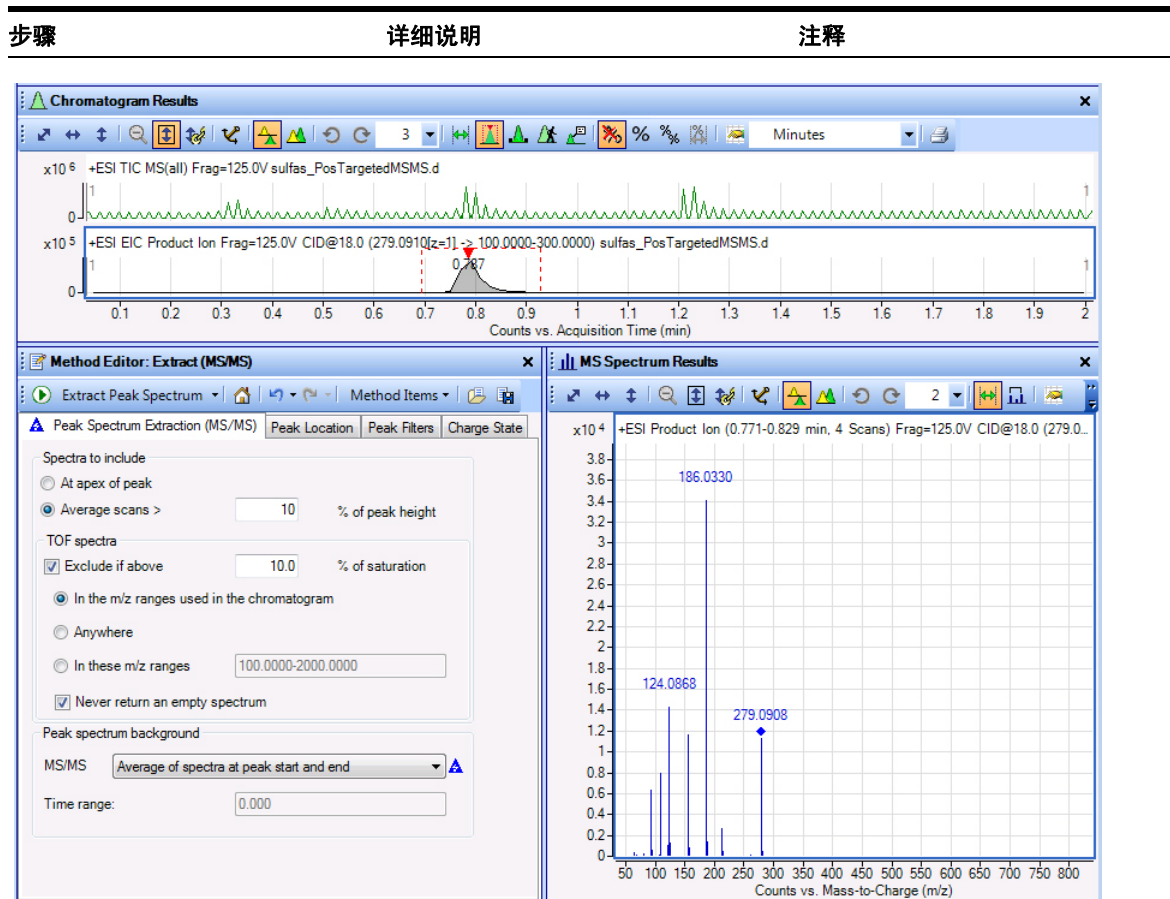 步骤 详细说明 注释
Chromatogram Results
3 Minutes
x10 6 +ESI TIC MS(all) Frag=125.0V sulfas_PosTargetedMSMS.d
1 1
0
x10 5 +ESI EIC Product Ion Frag=125.0V CID@18.0 (279.0910[z=1] -> 100.0000-300.0000) sulfas_PosTargetedMSMS.d
1 0.787 1
0
0.1 0.2 0.3 0.4 0.5 0.6 0.7 0.8 0.9 1 1.1 1.2 1.3 1.4 1.5 1.6 1.7 1.8 1.9 2
Counts vs. Acquisition Time (min)
Method Editor: Extract (MS/MS)
Extract Peak Spectrum Method Items
Peak Spectrum Extraction (MS/MS) Peak Location Peak Filters Charge State
Spectra to include
At apex of peak
Average scans > 10 % of peak height
TOF spectra
Exclude if above 10.0 % of saturation
In the m/z ranges used in the chromatogram
Anywhere
In these m/z ranges 100.0000-2000.0000
Never return an empty spectrum
Peak spectrum background
MS/MS Average of spectra at peak start and end
Time range: 0.000
MS Spectrum Results
2
x10 4 +ESI Product Ion (0.771-0.829 min, 4 Scans) Frag=125.0V CID@18.0 (279.0...
3.8
3.6
186.0330
3.4
3.2
3
2.8
2.6
2.4
2.2
2
1.8
1.6
124.0868
1.4
279.0908
1.2
1
0.8
0.6
0.4
0.2
0
50 100 150 200 250 300 350 400 450 500 550 600 650 700 750 800
Counts vs. Mass-to-Charge (m/z)